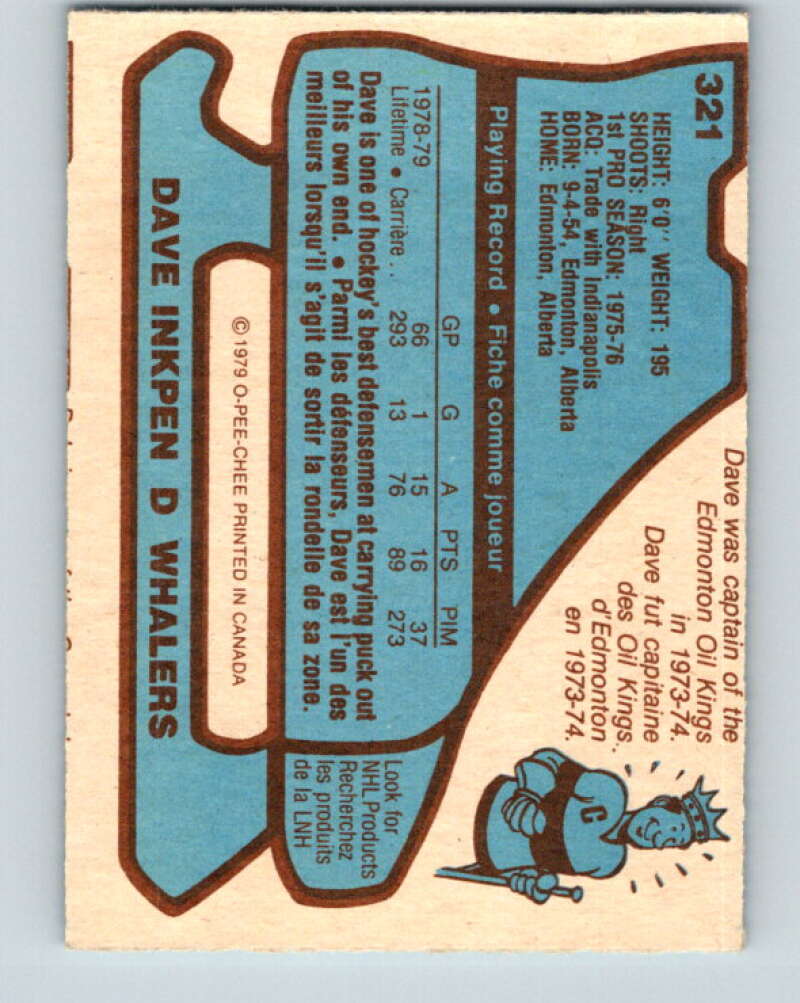 321
HEIGHT: 6'0'' WEIGHT: 195
SHOOTS: Right
1st PRO SEASON: 1975-76
ACQ: Trade with Indianapolis
BORN: 9-4-54, Edmonton, Alberta
HOME: Edmonton, Alberta
Dave was captain of the
Edmonton Oil Kings
in 1973-74.
Dave fut capitaine
des Oil Kings
d'Edmonton
en 1973-74.
C
Playing Record • Fiche comme joueur
GP G A PTS PIM
1978-79 66 1 15 16 37
Lifetime • Carrière . . 293 13 76 89 273
Dave is one of hockey's best defensemen at carrying puck out
of his own end. • Parmi les défenseurs, Dave est l'un des
meilleurs lorsqu'il s'agit de sortir la rondelle de sa zone.
Look for
NHL Products
Recherchez
les produits
de la LNH
© 1979 O-PEE-CHEE PRINTED IN CANADA
DAVE INKPEN D WHALERS